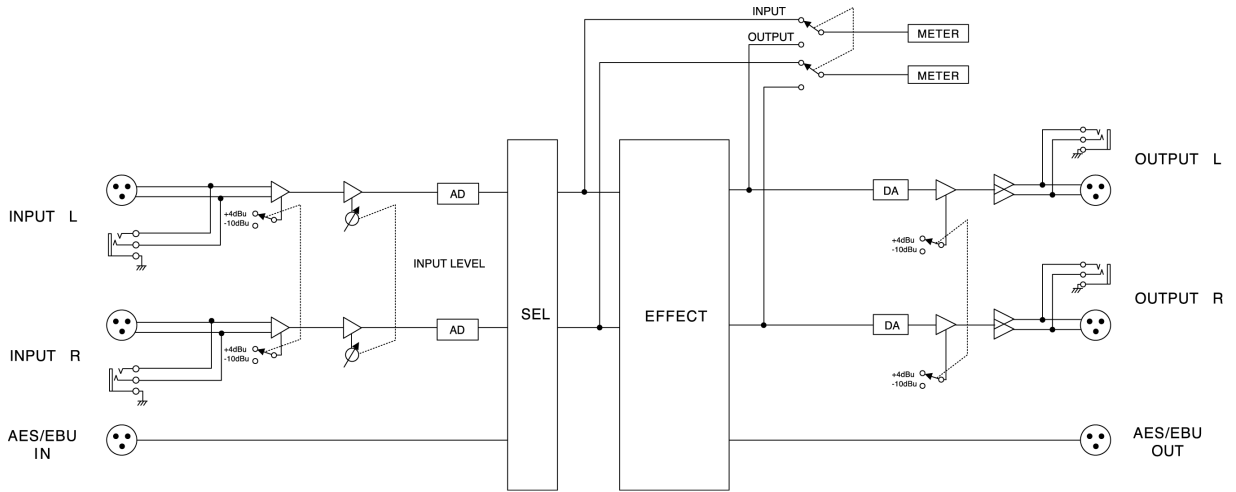 INPUT
OUTPUT
METER
METER
INPUT L
+4dBu
-10dBu
AD
INPUT LEVEL
INPUT R
+4dBu
-10dBu
AD
AES/EBU
IN
SEL
EFFECT
DA
+4dBu
-10dBu
OUTPUT L
DA
+4dBu
-10dBu
OUTPUT R
AES/EBU
OUT